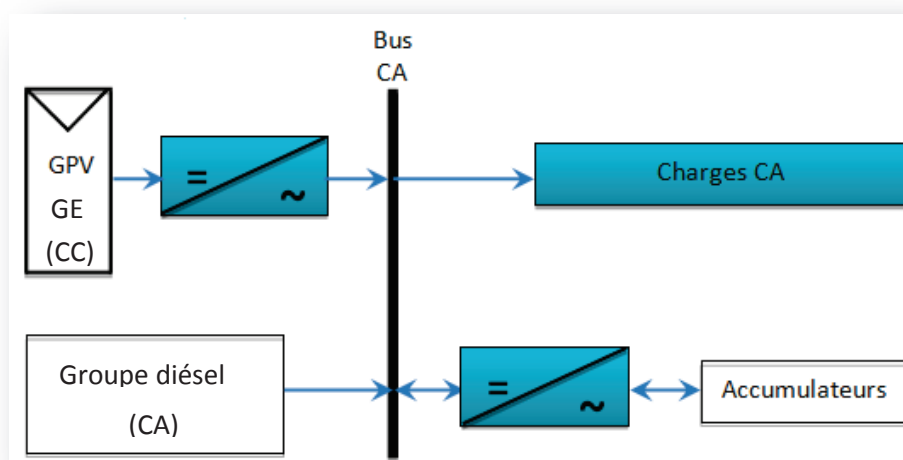 Bus
CA
GPV
GE
(CC)
=
~
Charges CA
Groupe diésel
(CA)
=
~
Accumulateurs